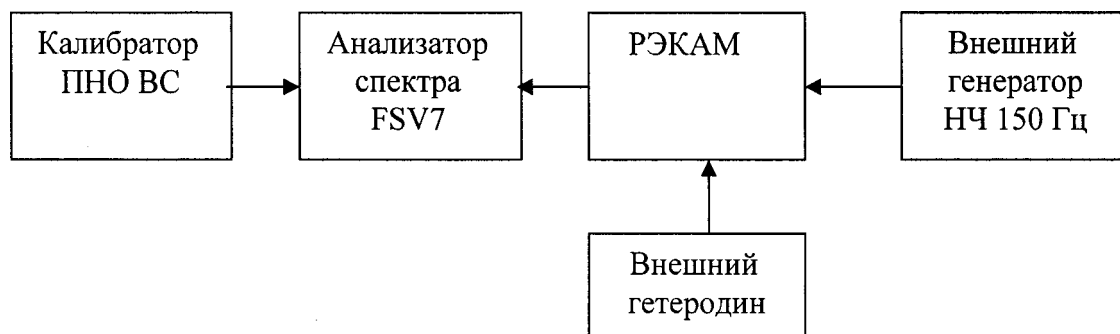 Калибратор
ПНО ВС
Анализатор
спектра
FSV7
РЭКАМ
Внешний
генератор
НЧ 150 Гц
Внешний
гетеродин